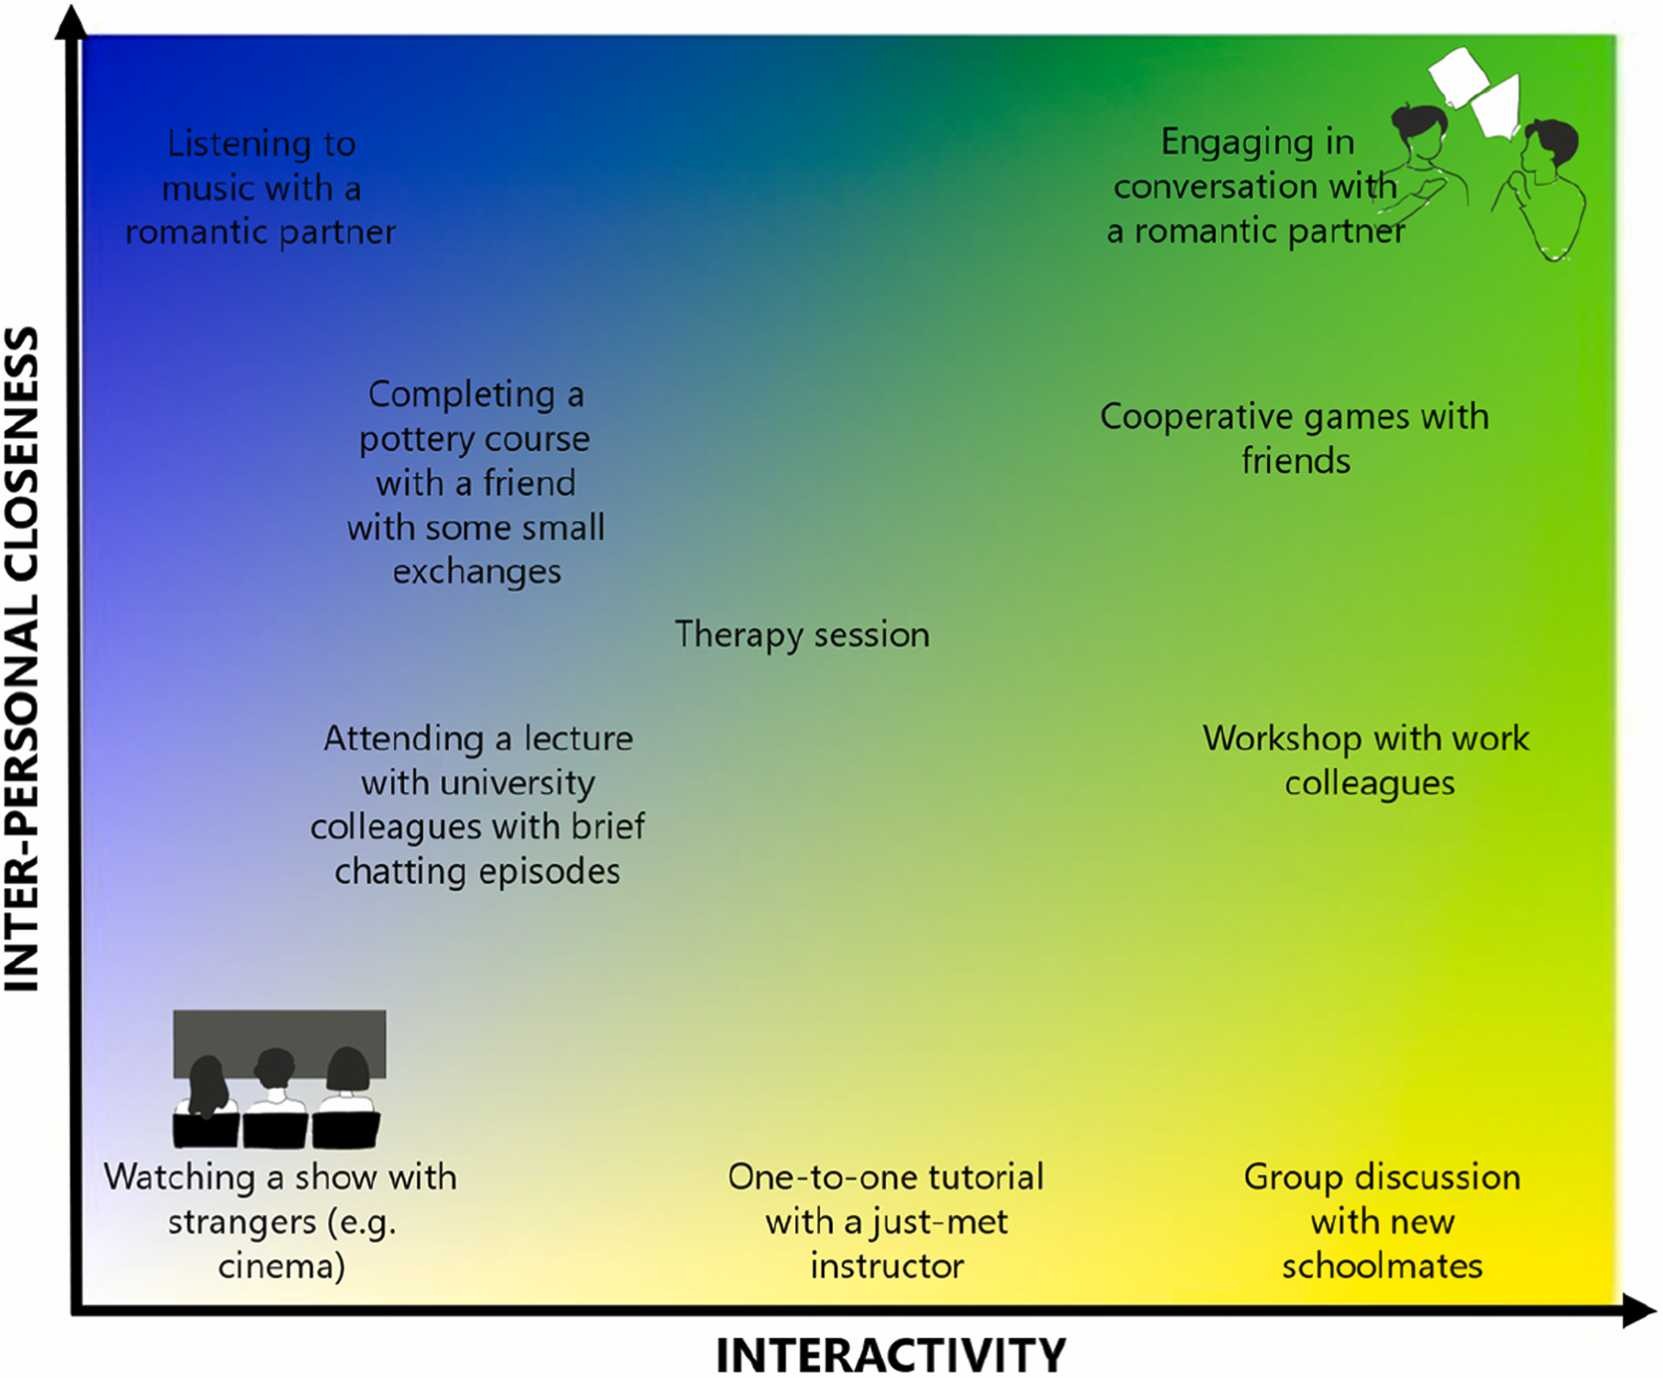 Listening to
music with a
romantic partner
Engaging in
conversation with
a romantic partner
Completing a
pottery course
with a friend
with some small
exchanges
Cooperative games with
friends
Therapy session
Attending a lecture
with university
colleagues with brief
chatting episodes
Workshop with work
colleagues
Watching a show with
strangers (e.g.
cinema)
One-to-one tutorial
with a just-met
instructor
Group discussion
with new
schoolmates
INTER-PERSONAL CLOSENESS
INTERACTIVITY